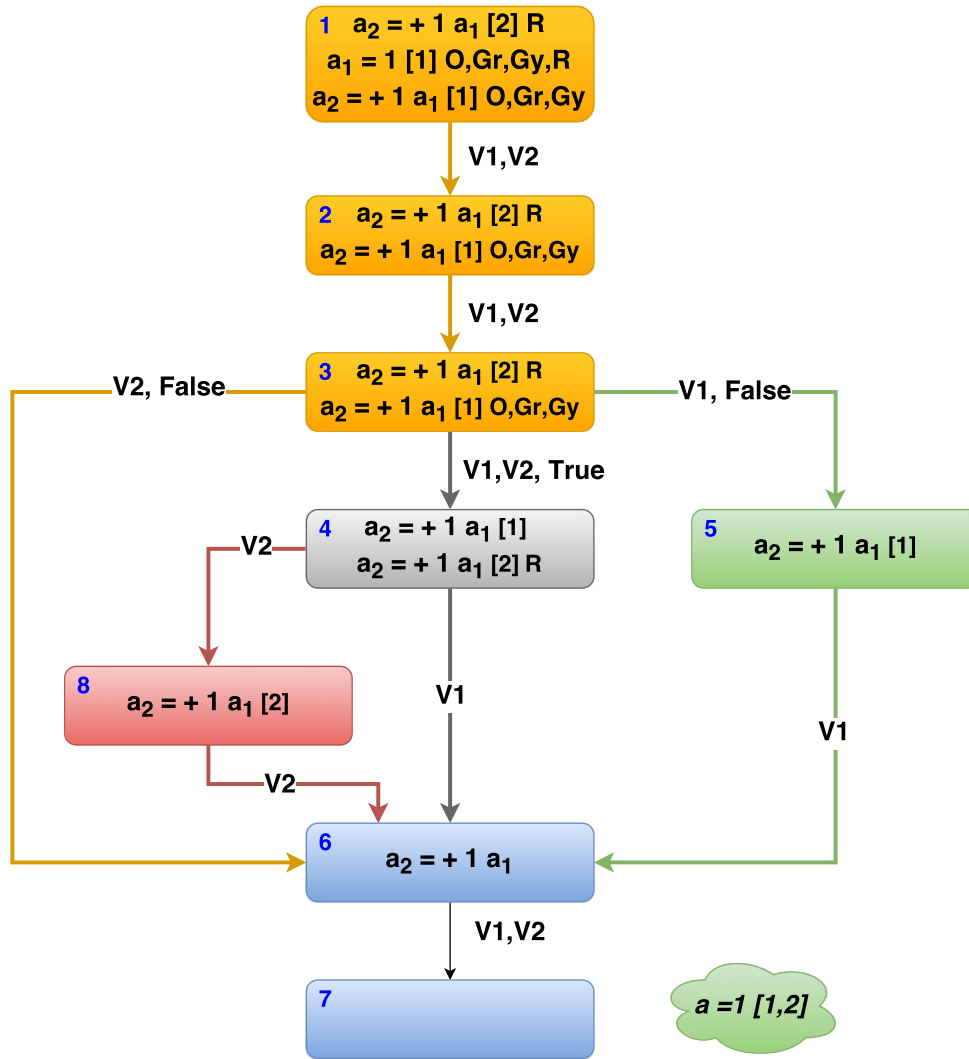 1 a2 = + 1 a1 [2] R
a1 = 1 [1] O,Gr,Gy,R
a2 = + 1 a1 [1] O,Gr,Gy
V1,V2
2 a2 = + 1 a1 [2] R
a2 = + 1 a1 [1] O,Gr,Gy
V1,V2
3 a2 = + 1 a1 [2] R
a2 = + 1 a1 [1] O,Gr,Gy
V2, False
V1, False
V1,V2, True
4 a2 = + 1 a1 [1]
a2 = + 1 a1 [2] R
5 a2 = + 1 a1 [1]
V2
8 a2 = + 1 a1 [2]
V1
V1
V2
6 a2 = + 1 a1
V1,V2
7
a =1 [1,2]